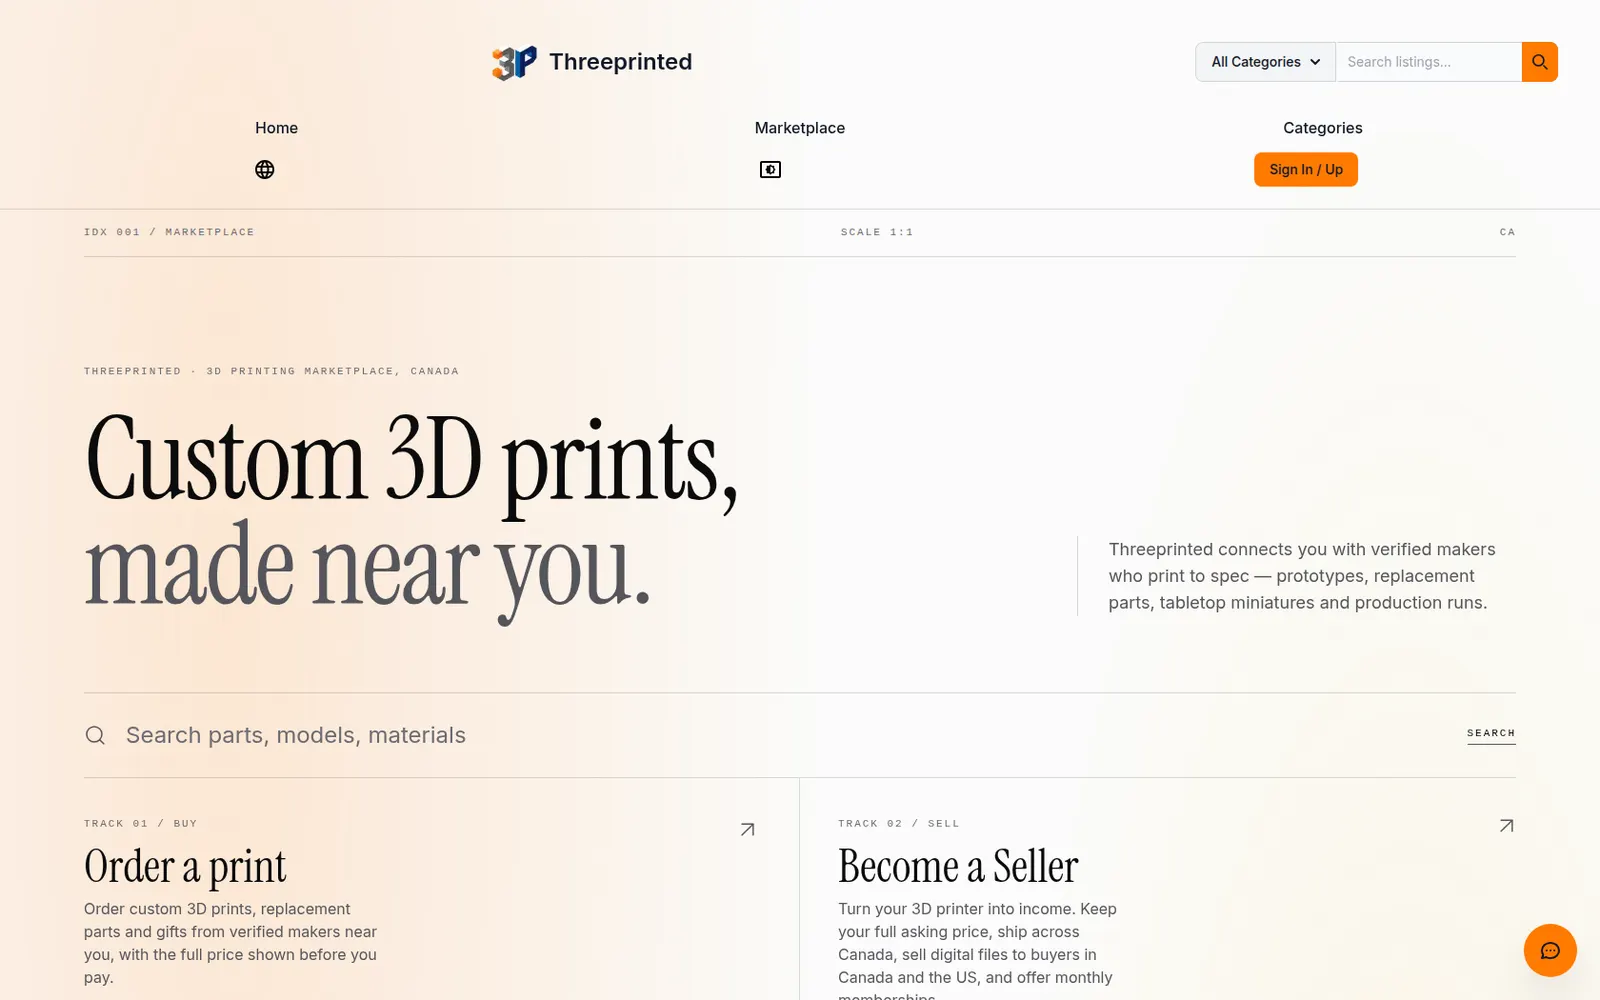 3P Threeprinted
All Categories
Search listings...
Home
Marketplace
Categories
Sign In / Up
IDX 001 / MARKETPLACE
SCALE 1:1
CA
THREEPRINTED · 3D PRINTING MARKETPLACE, CANADA
Custom 3D prints,
made near you.
Threeprinted connects you with verified makers
who print to spec — prototypes, replacement
parts, tabletop miniatures and production runs.
Search parts, models, materials
SEARCH
TRACK 01 / BUY
Order a print
Order custom 3D prints, replacement
parts and gifts from verified makers near
you, with the full price shown before you
pay.
TRACK 02 / SELL
Become a Seller
Turn your 3D printer into income. Keep
your full asking price, ship across
Canada, sell digital files to buyers in
Canada and the US, and offer monthly
memberships.